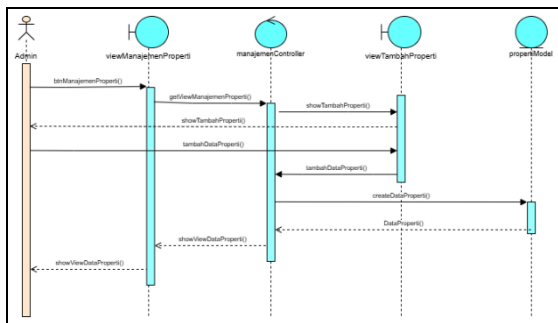 Admin
viewManajemenProperti
manajemenController
viewTambahProperti
propertiModel
btnManajemenProperti()
getViewManajemenProperti()
showTambahProperti()
showTambahProperti()
tambahDataProperti()
tambahDataProperti()
createDataProperti()
DataProperti()
showViewDataProperti()
showViewDataProperti()